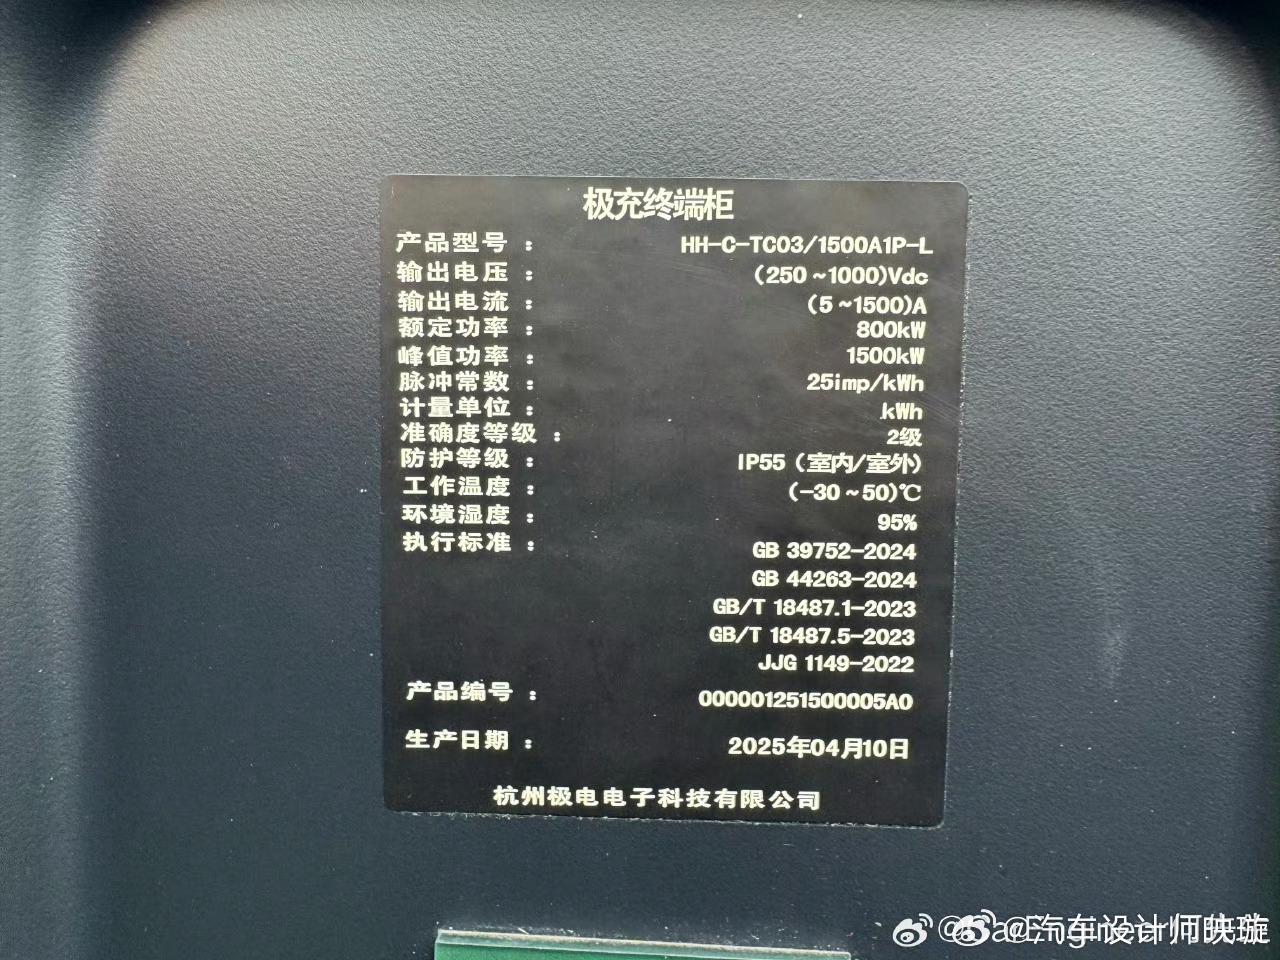 极充终端柜
产品型号： HH-C-TC03/1500A1P-L
输出电压： (250~1000)Vdc
输出电流： (5~1500)A
额定功率： 800kW
峰值功率： 1500kW
脉冲常数： 25imp/kWh
计量单位： kWh
准确度等级： 2级
防护等级： IP55（室内/室外）
工作温度： (-30~50)℃
环境湿度： 95%
执行标准： GB 39752-2024
GB 44263-2024
GB/T 18487.1-2023
GB/T 18487.5-2023
JJG 1149-2022
产品编号： 000001251500005A0
生产日期： 2025年04月10日
杭州极电电子科技有限公司
@汽车设计何映璇